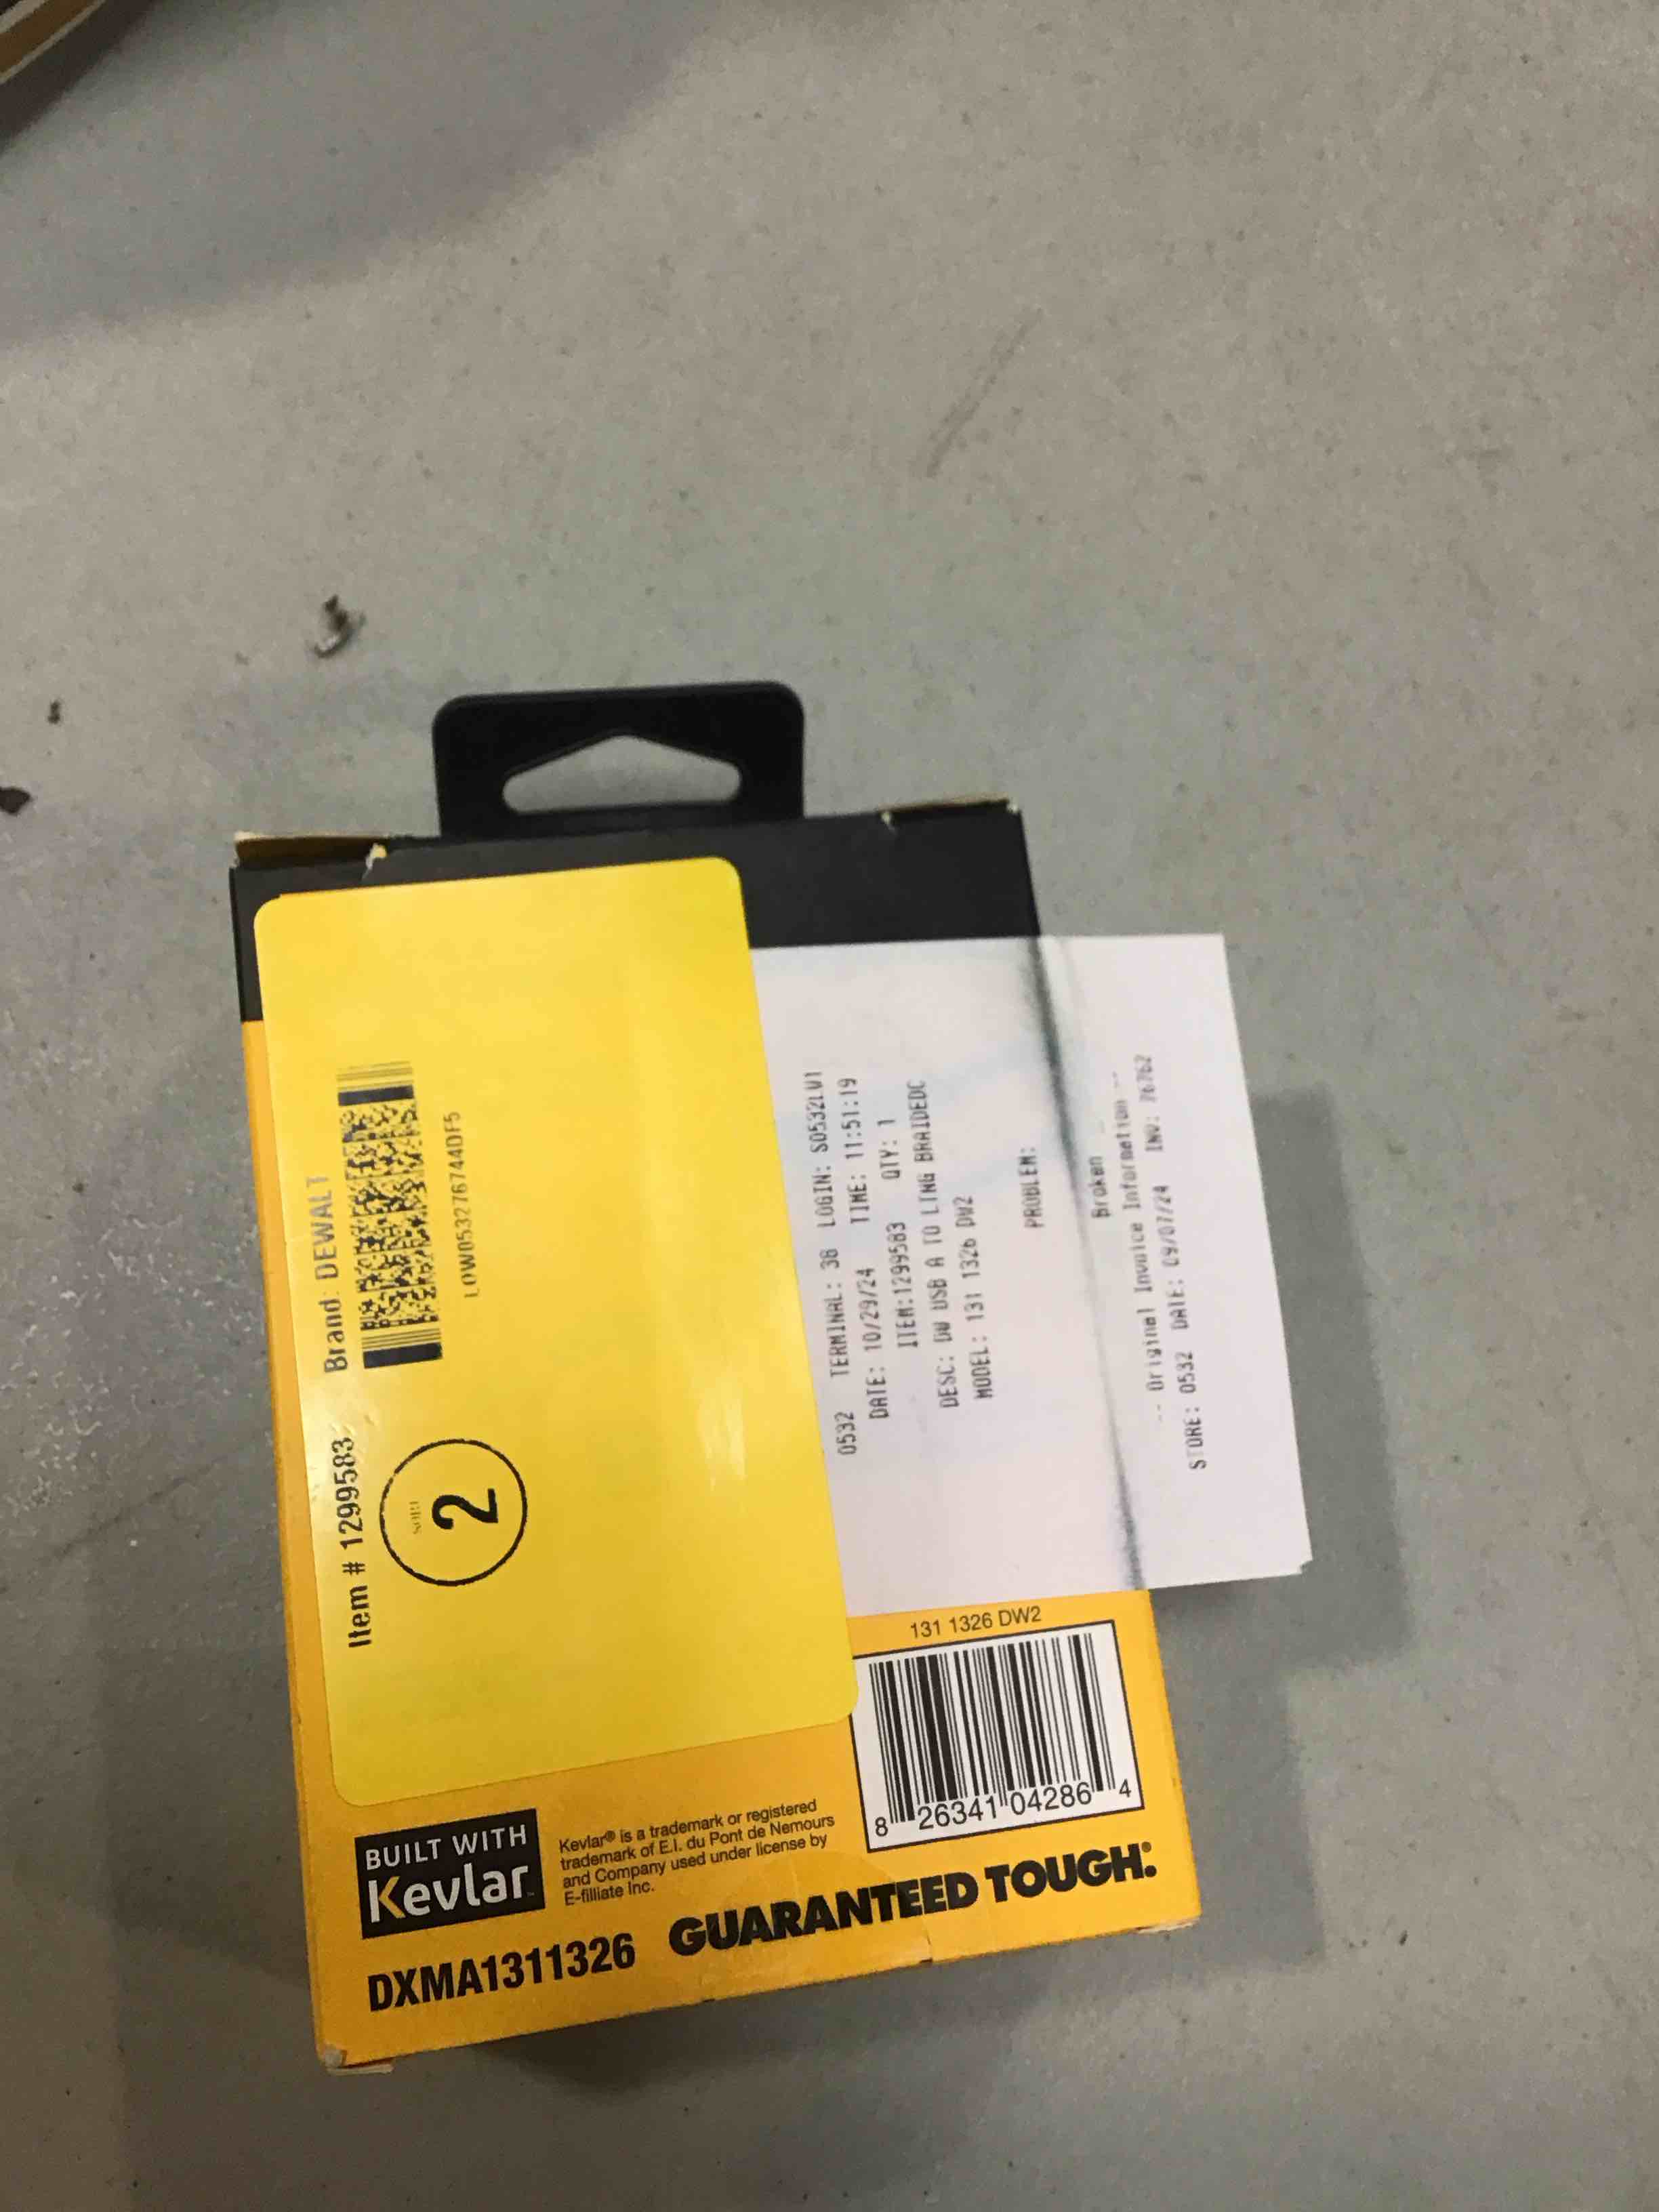 Item # 1299583 Brand: DEWALT
SORT
2
LOW05327676744DF5
0532 TERMINAL: 38 LOGIN: S0532LV1
DATE: 10/29/24 TIME: 11:51:19
ITEM:1299583 QTY: 1
DESC: DW USB A TO LTNG BRAIDEDC
MODEL: 131 1326 DW2
PROBLEM:
Broken
-- Original Invoice Information --
STORE: 0532 DATE: 09/07/24 INV: 76762
131 1326 DW2
8 26341 04286 4
BUILT WITH
Kevlar
Kevlar® is a trademark or registered
trademark of E.I. du Pont de Nemours
and Company used under license by
E-filliate Inc.
DXMA1311326 GUARANTEED TOUGH.®